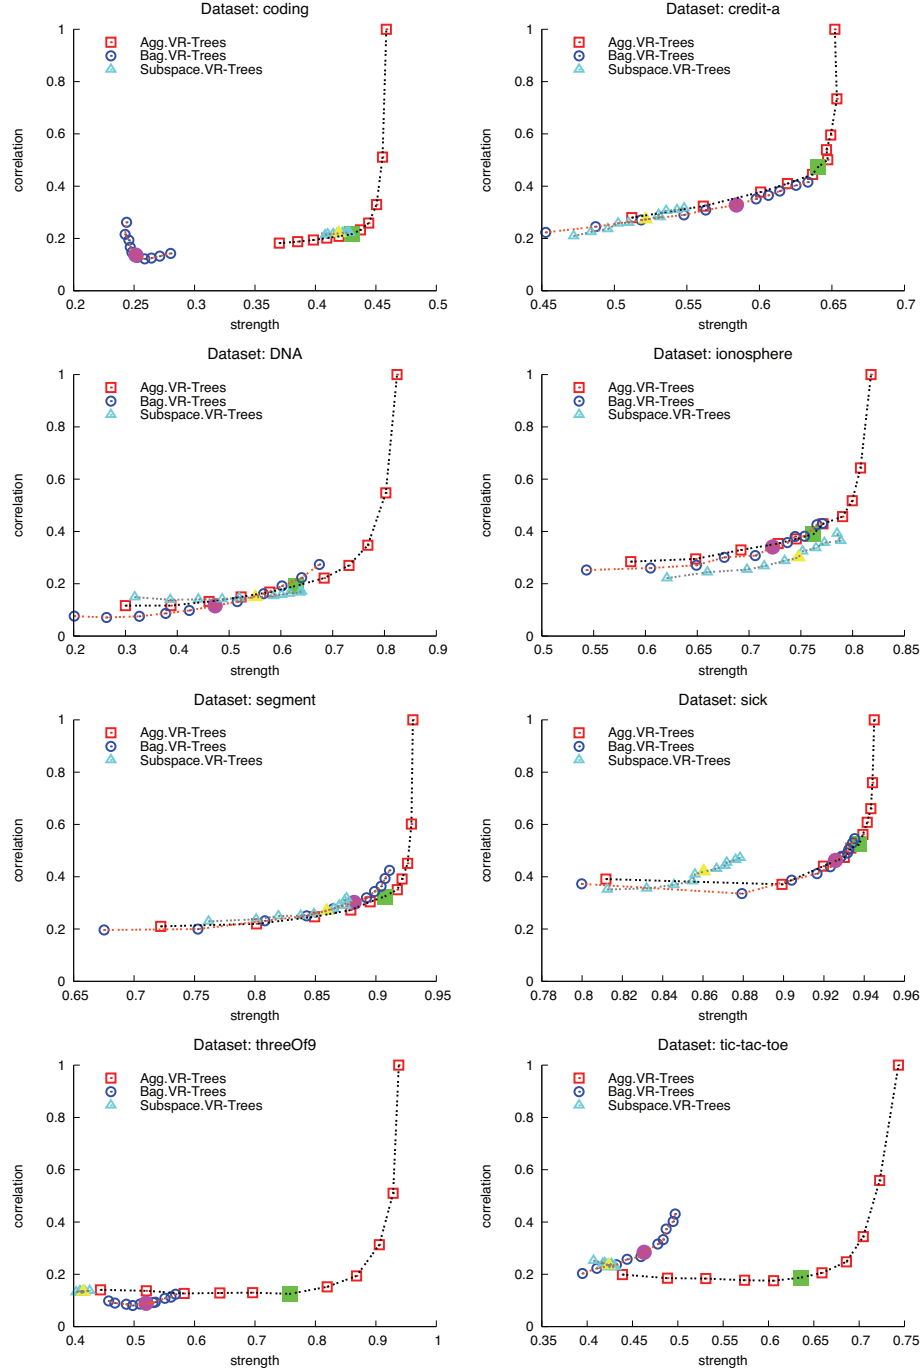 Dataset: coding
correlation
1
0.8
0.6
0.4
0.2
0
Agg.VR-Trees
Bag.VR-Trees
Subspace.VR-Trees
0.2 0.25 0.3 0.35 0.4 0.45 0.5
strength
Dataset: credit-a
correlation
1
0.8
0.6
0.4
0.2
0
Agg.VR-Trees
Bag.VR-Trees
Subspace.VR-Trees
0.45 0.5 0.55 0.6 0.65 0.7
strength
Dataset: DNA
correlation
1
0.8
0.6
0.4
0.2
0
Agg.VR-Trees
Bag.VR-Trees
Subspace.VR-Trees
0.2 0.3 0.4 0.5 0.6 0.7 0.8 0.9
strength
Dataset: ionosphere
correlation
1
0.8
0.6
0.4
0.2
0
Agg.VR-Trees
Bag.VR-Trees
Subspace.VR-Trees
0.5 0.55 0.6 0.65 0.7 0.75 0.8 0.85
strength
Dataset: segment
correlation
1
0.8
0.6
0.4
0.2
0
Agg.VR-Trees
Bag.VR-Trees
Subspace.VR-Trees
0.65 0.7 0.75 0.8 0.85 0.9 0.95
strength
Dataset: sick
correlation
1
0.8
0.6
0.4
0.2
0
Agg.VR-Trees
Bag.VR-Trees
Subspace.VR-Trees
0.78 0.8 0.82 0.84 0.86 0.88 0.9 0.92 0.94 0.96
strength
Dataset: threeOf9
correlation
1
0.8
0.6
0.4
0.2
0
Agg.VR-Trees
Bag.VR-Trees
Subspace.VR-Trees
0.4 0.5 0.6 0.7 0.8 0.9 1
strength
Dataset: tic-tac-toe
correlation
1
0.8
0.6
0.4
0.2
0
Agg.VR-Trees
Bag.VR-Trees
Subspace.VR-Trees
0.35 0.4 0.45 0.5 0.55 0.6 0.65 0.7 0.75
strength